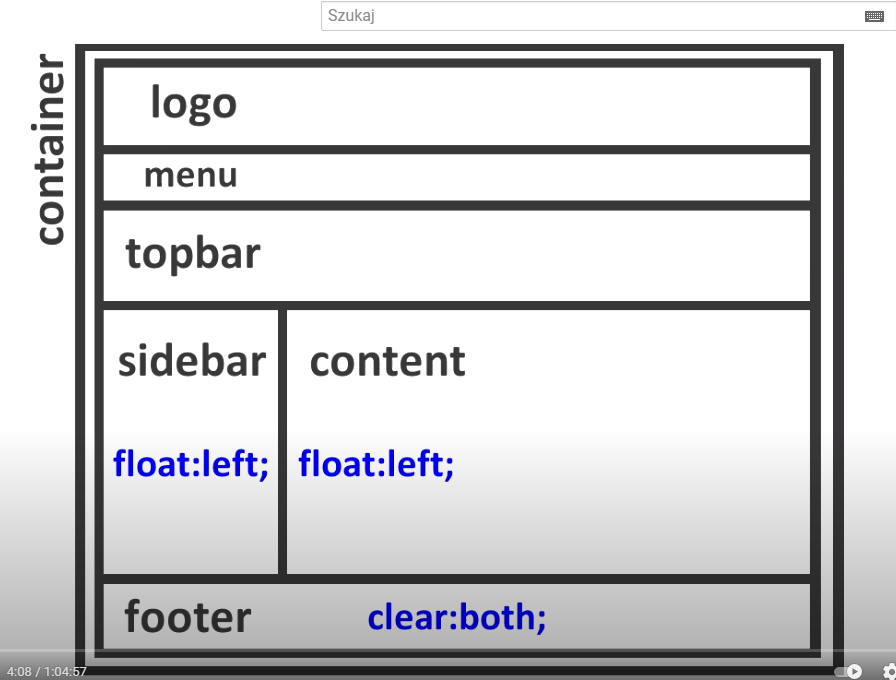 Szukaj
container
logo
menu
topbar
sidebar content
float:left; float:left;
footer clear:both;
4:08 / 1:04:57